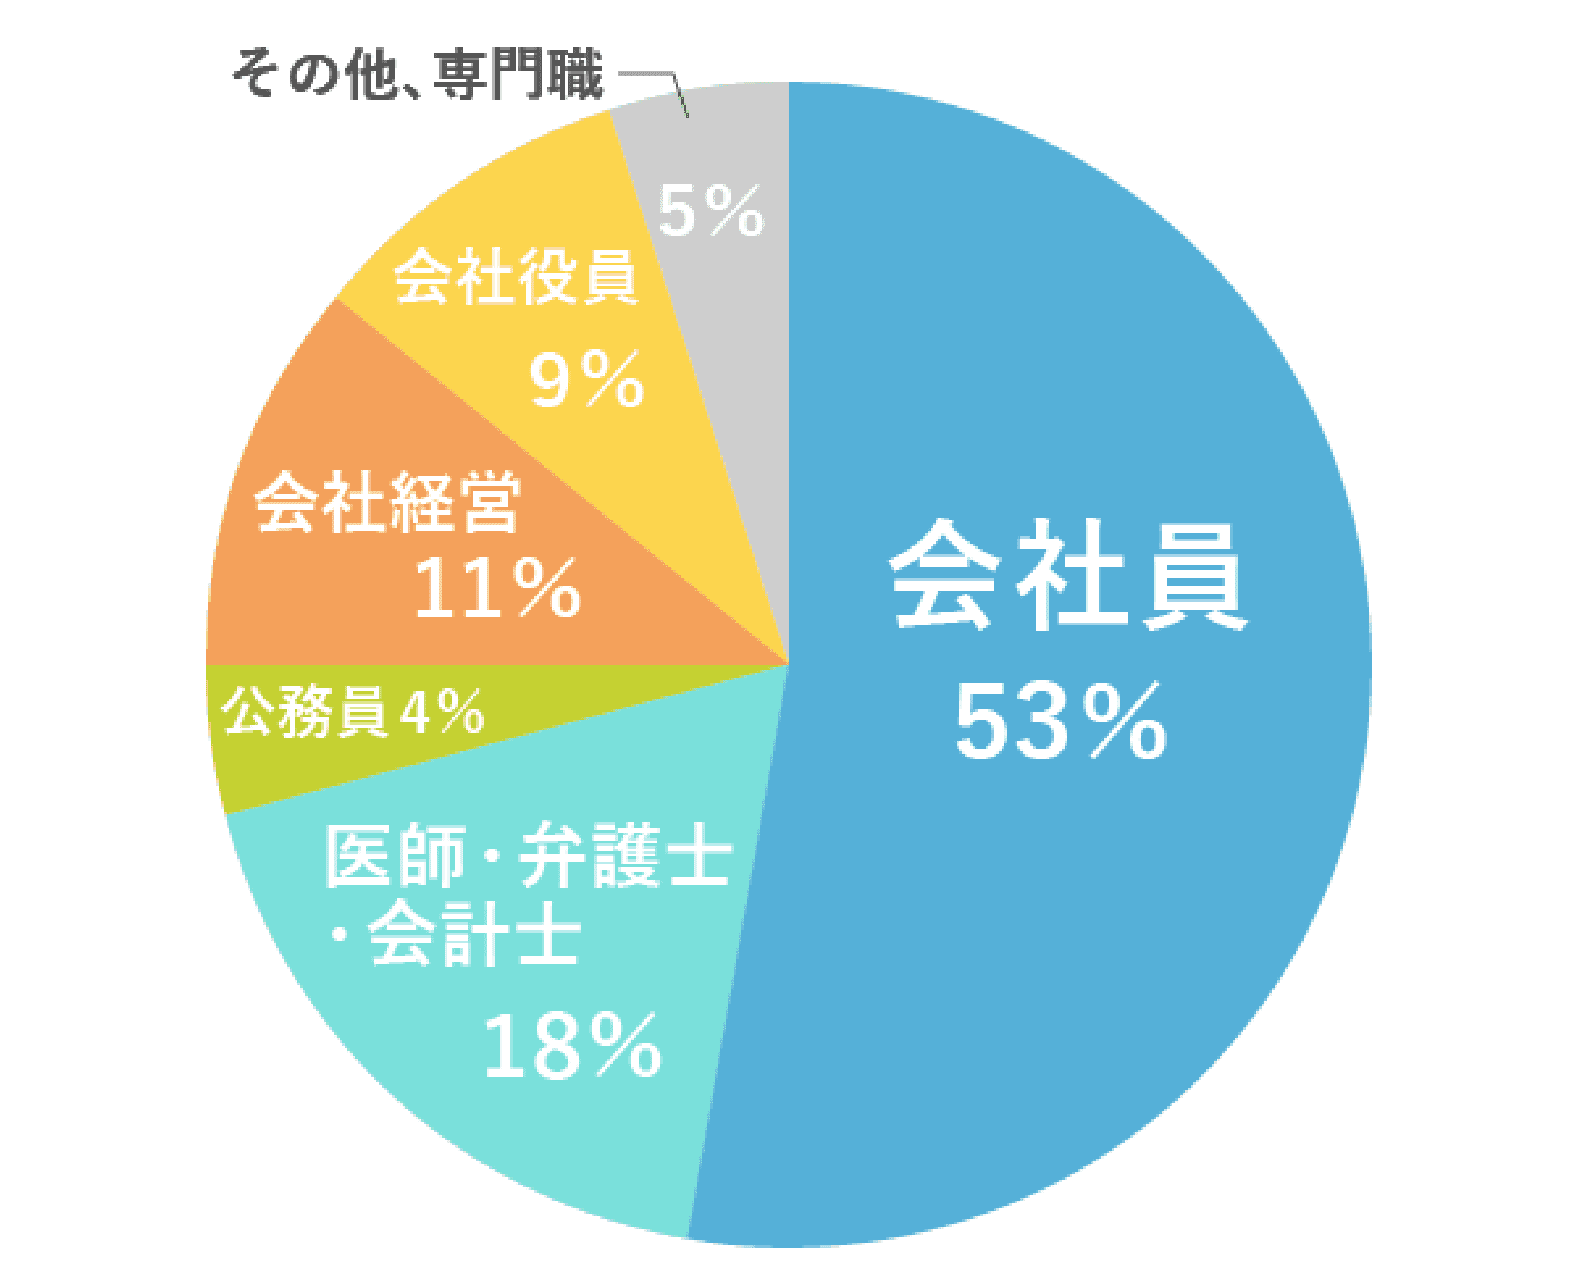 その他、専門職
5%
会社役員
9%
会社経営
11%
会社員
53%
公務員4%
医師・弁護士
・会計士
18%